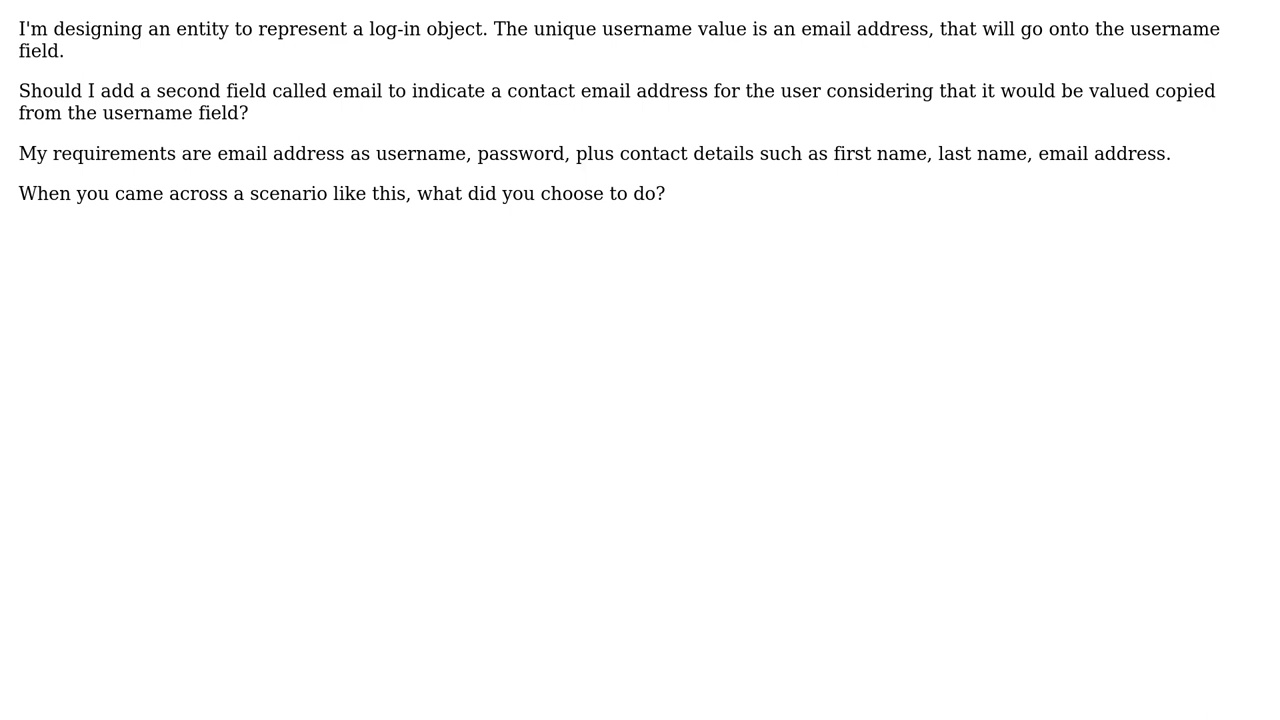 I'm designing an entity to represent a log-in object. The unique username value is an email address, that will go onto the username
field.
Should I add a second field called email to indicate a contact email address for the user considering that it would be valued copied
from the username field?
My requirements are email address as username, password, plus contact details such as first name, last name, email address.
When you came across a scenario like this, what did you choose to do?